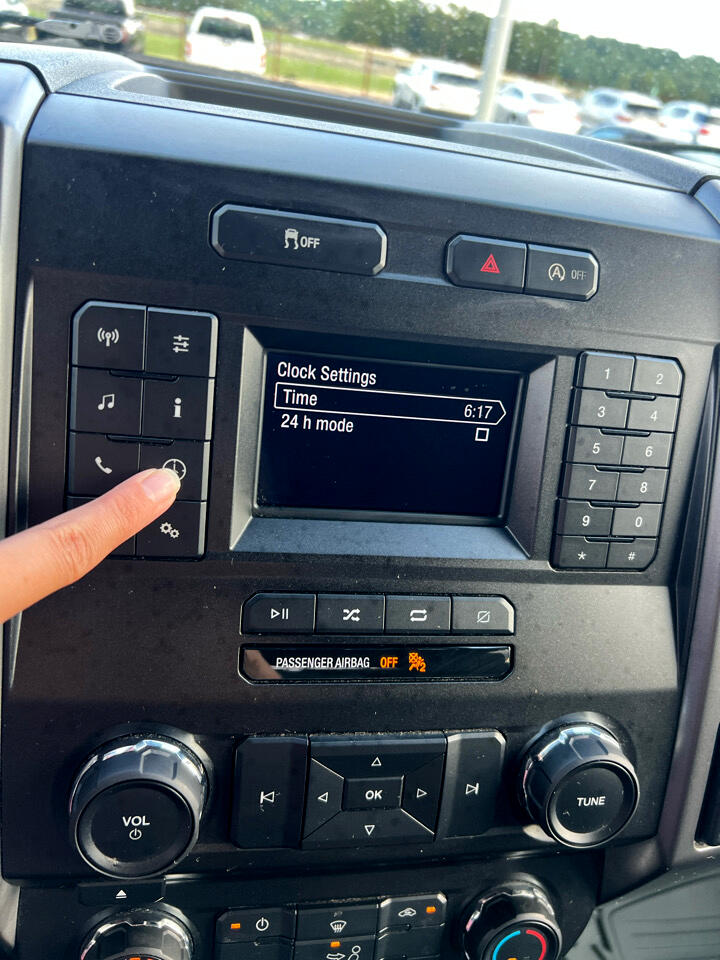 OFF
A OFF
Clock Settings
Time 6:17
24 h mode
1 2
3 4
5 6
7 8
9 0
* #
PASSENGER AIRBAG OFF 2
VOL
OK
TUNE